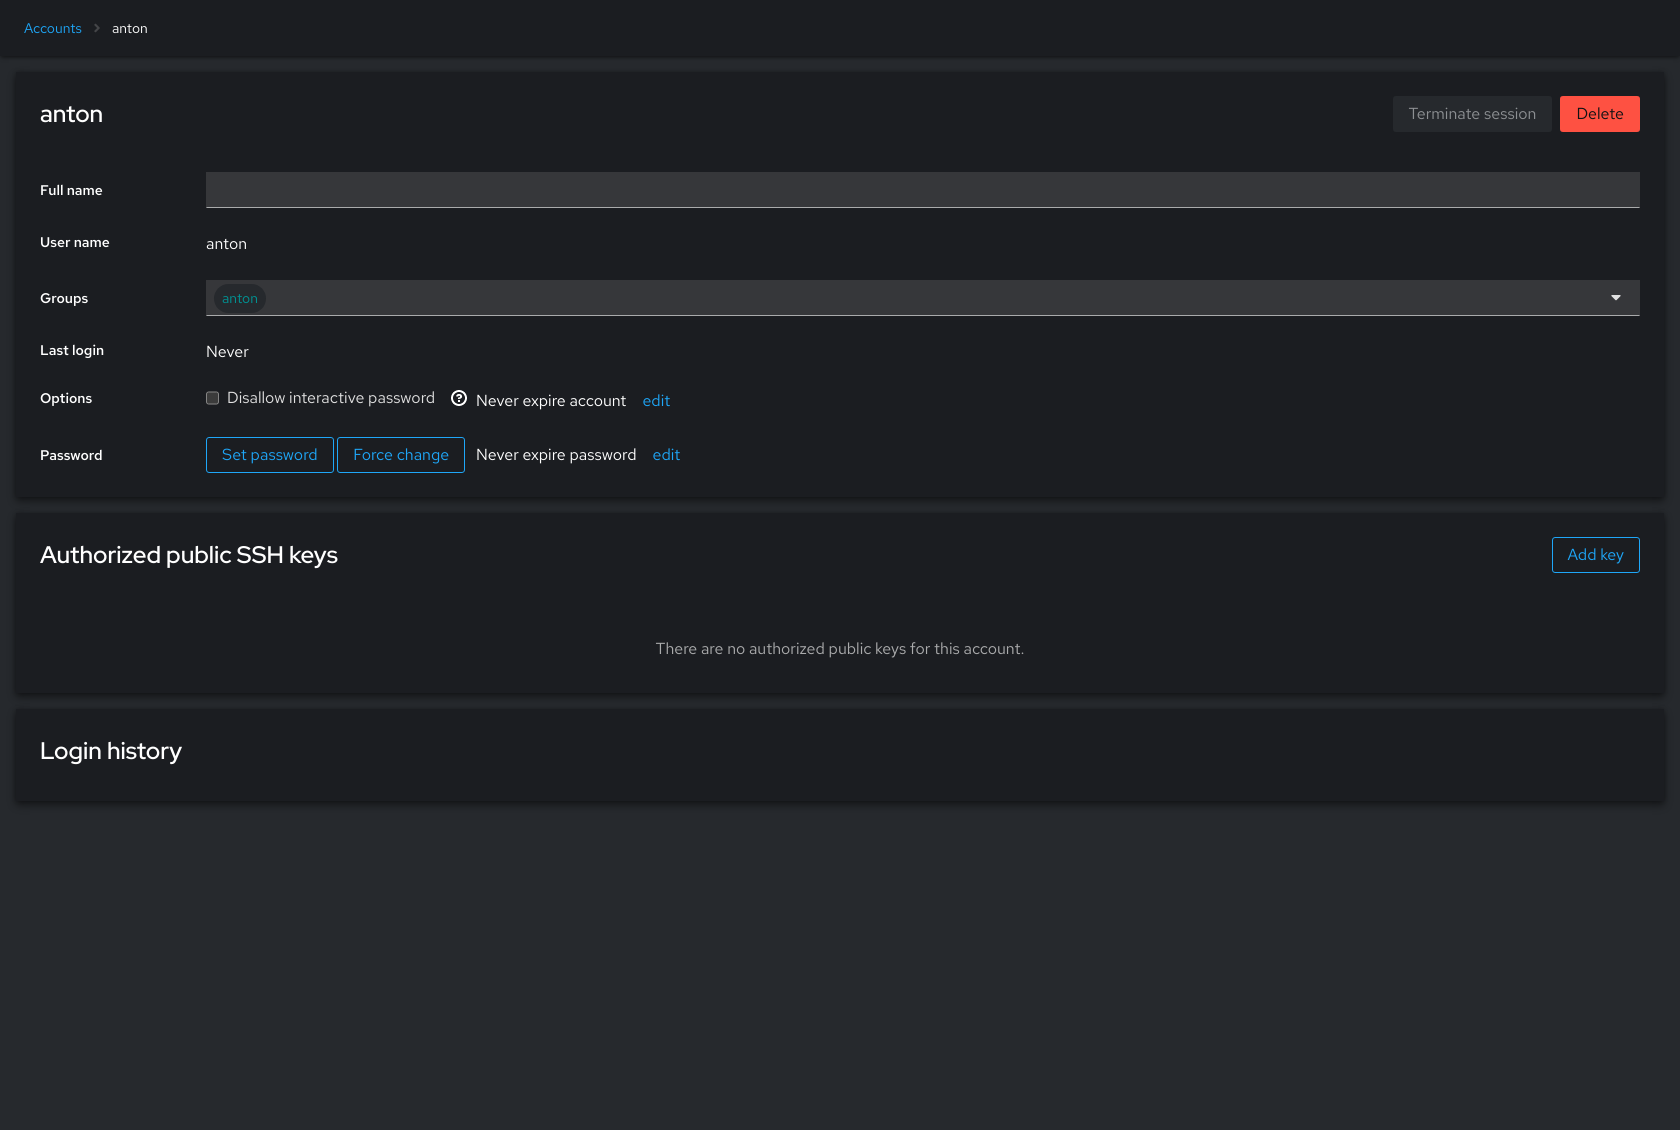 Accounts anton
anton
Terminate session Delete
Full name
User name anton
Groups anton
Last login Never
Options Disallow interactive password Never expire account edit
Password Set password Force change Never expire password edit
Authorized public SSH keys Add key
There are no authorized public keys for this account.
Login history